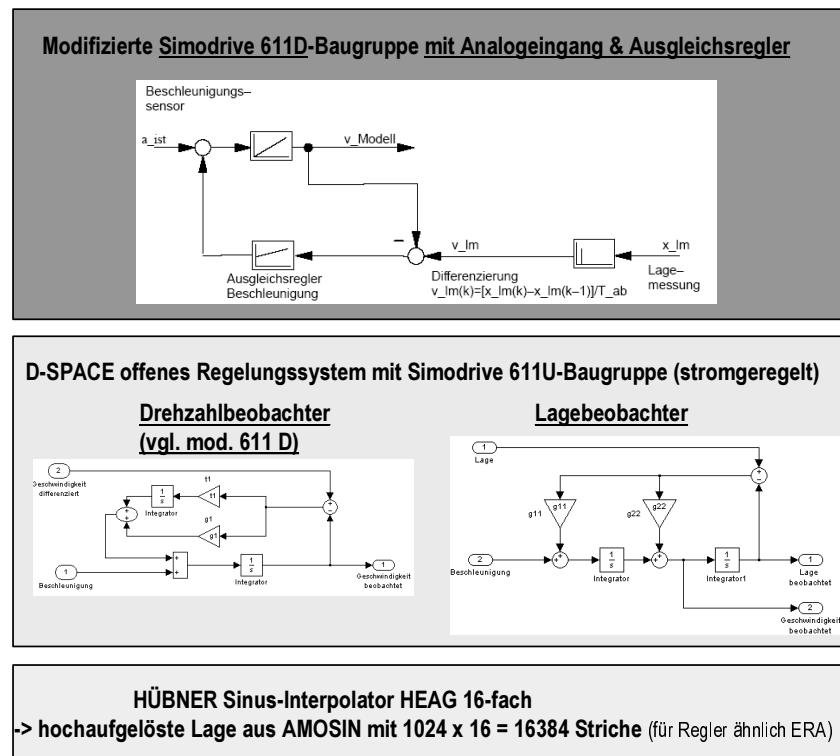 Modifizierte Simodrive 611D-Baugruppe mit Analogeingang & Ausgleichsregler
Beschleunigungs–
sensor
a_ist
v_Modell
–
v_lm
x_lm
Ausgleichsregler
Beschleunigung
Differenzierung
v_lm(k)=[x_lm(k)–x_lm(k–1)]/T_ab
Lage–
messung
D-SPACE offenes Regelungssystem mit Simodrive 611U-Baugruppe (stromgeregelt)
Drehzahlbeobachter
(vgl. mod. 611 D)
2
Geschwindigkeit
differenziert
t1
t1
1
s
Integrator
+
+
+
–
g1
g1
1
Beschleunigung
+
+
1
s
Integrator
1
Geschwindigkeit
beobachtet
Lagebeobachter
1
Lage
+
–
g11
g11
g22
g22
2
Beschleunigung
+
+
1
s
Integrator
+
+
1
s
Integrator1
1
Lage
beobachtet
2
Geschwindigkeit
beobachtet
HÜBNER Sinus-Interpolator HEAG 16-fach
-> hochaufgelöste Lage aus AMOSIN mit 1024 x 16 = 16384 Striche (für Regler ähnlich ERA)